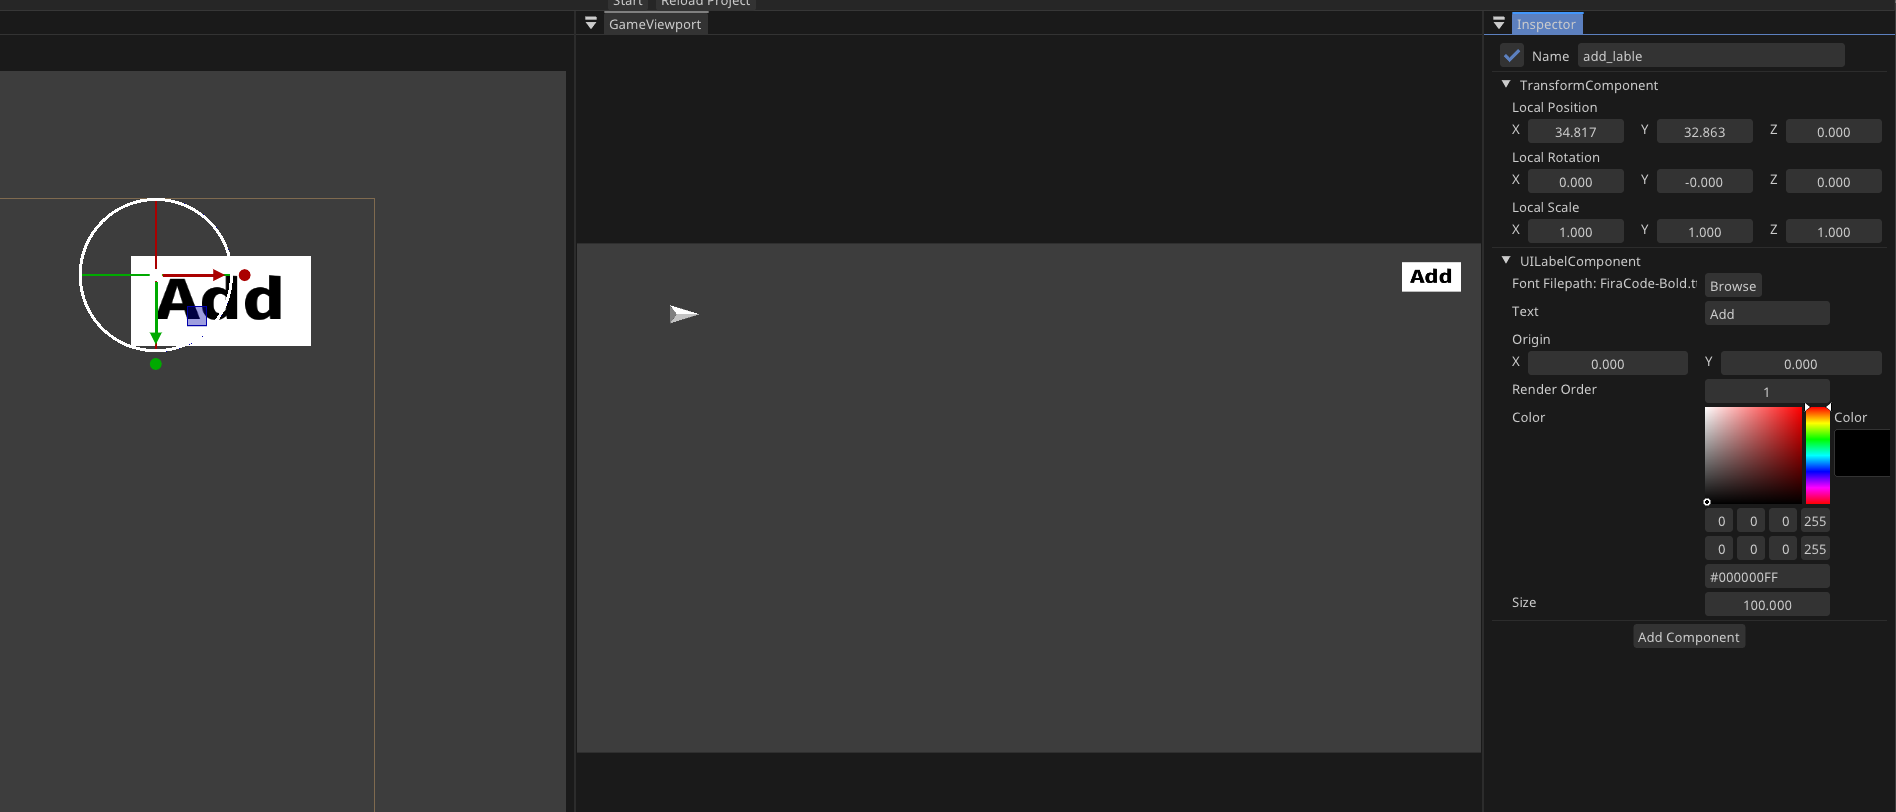 Start Reload Project
GameViewport
Inspector
Name add_lable
TransformComponent
Local Position
X 34.817 Y 32.863 Z 0.000
Local Rotation
X 0.000 Y -0.000 Z 0.000
Local Scale
X 1.000 Y 1.000 Z 1.000
UILabelComponent
Font Filepath: FiraCode-Bold.t Browse
Text Add
Origin
X 0.000 Y 0.000
Render Order 1
Color Color
0 0 0 255
0 0 0 255
#000000FF
Size 100.000
Add Component
Add
Add